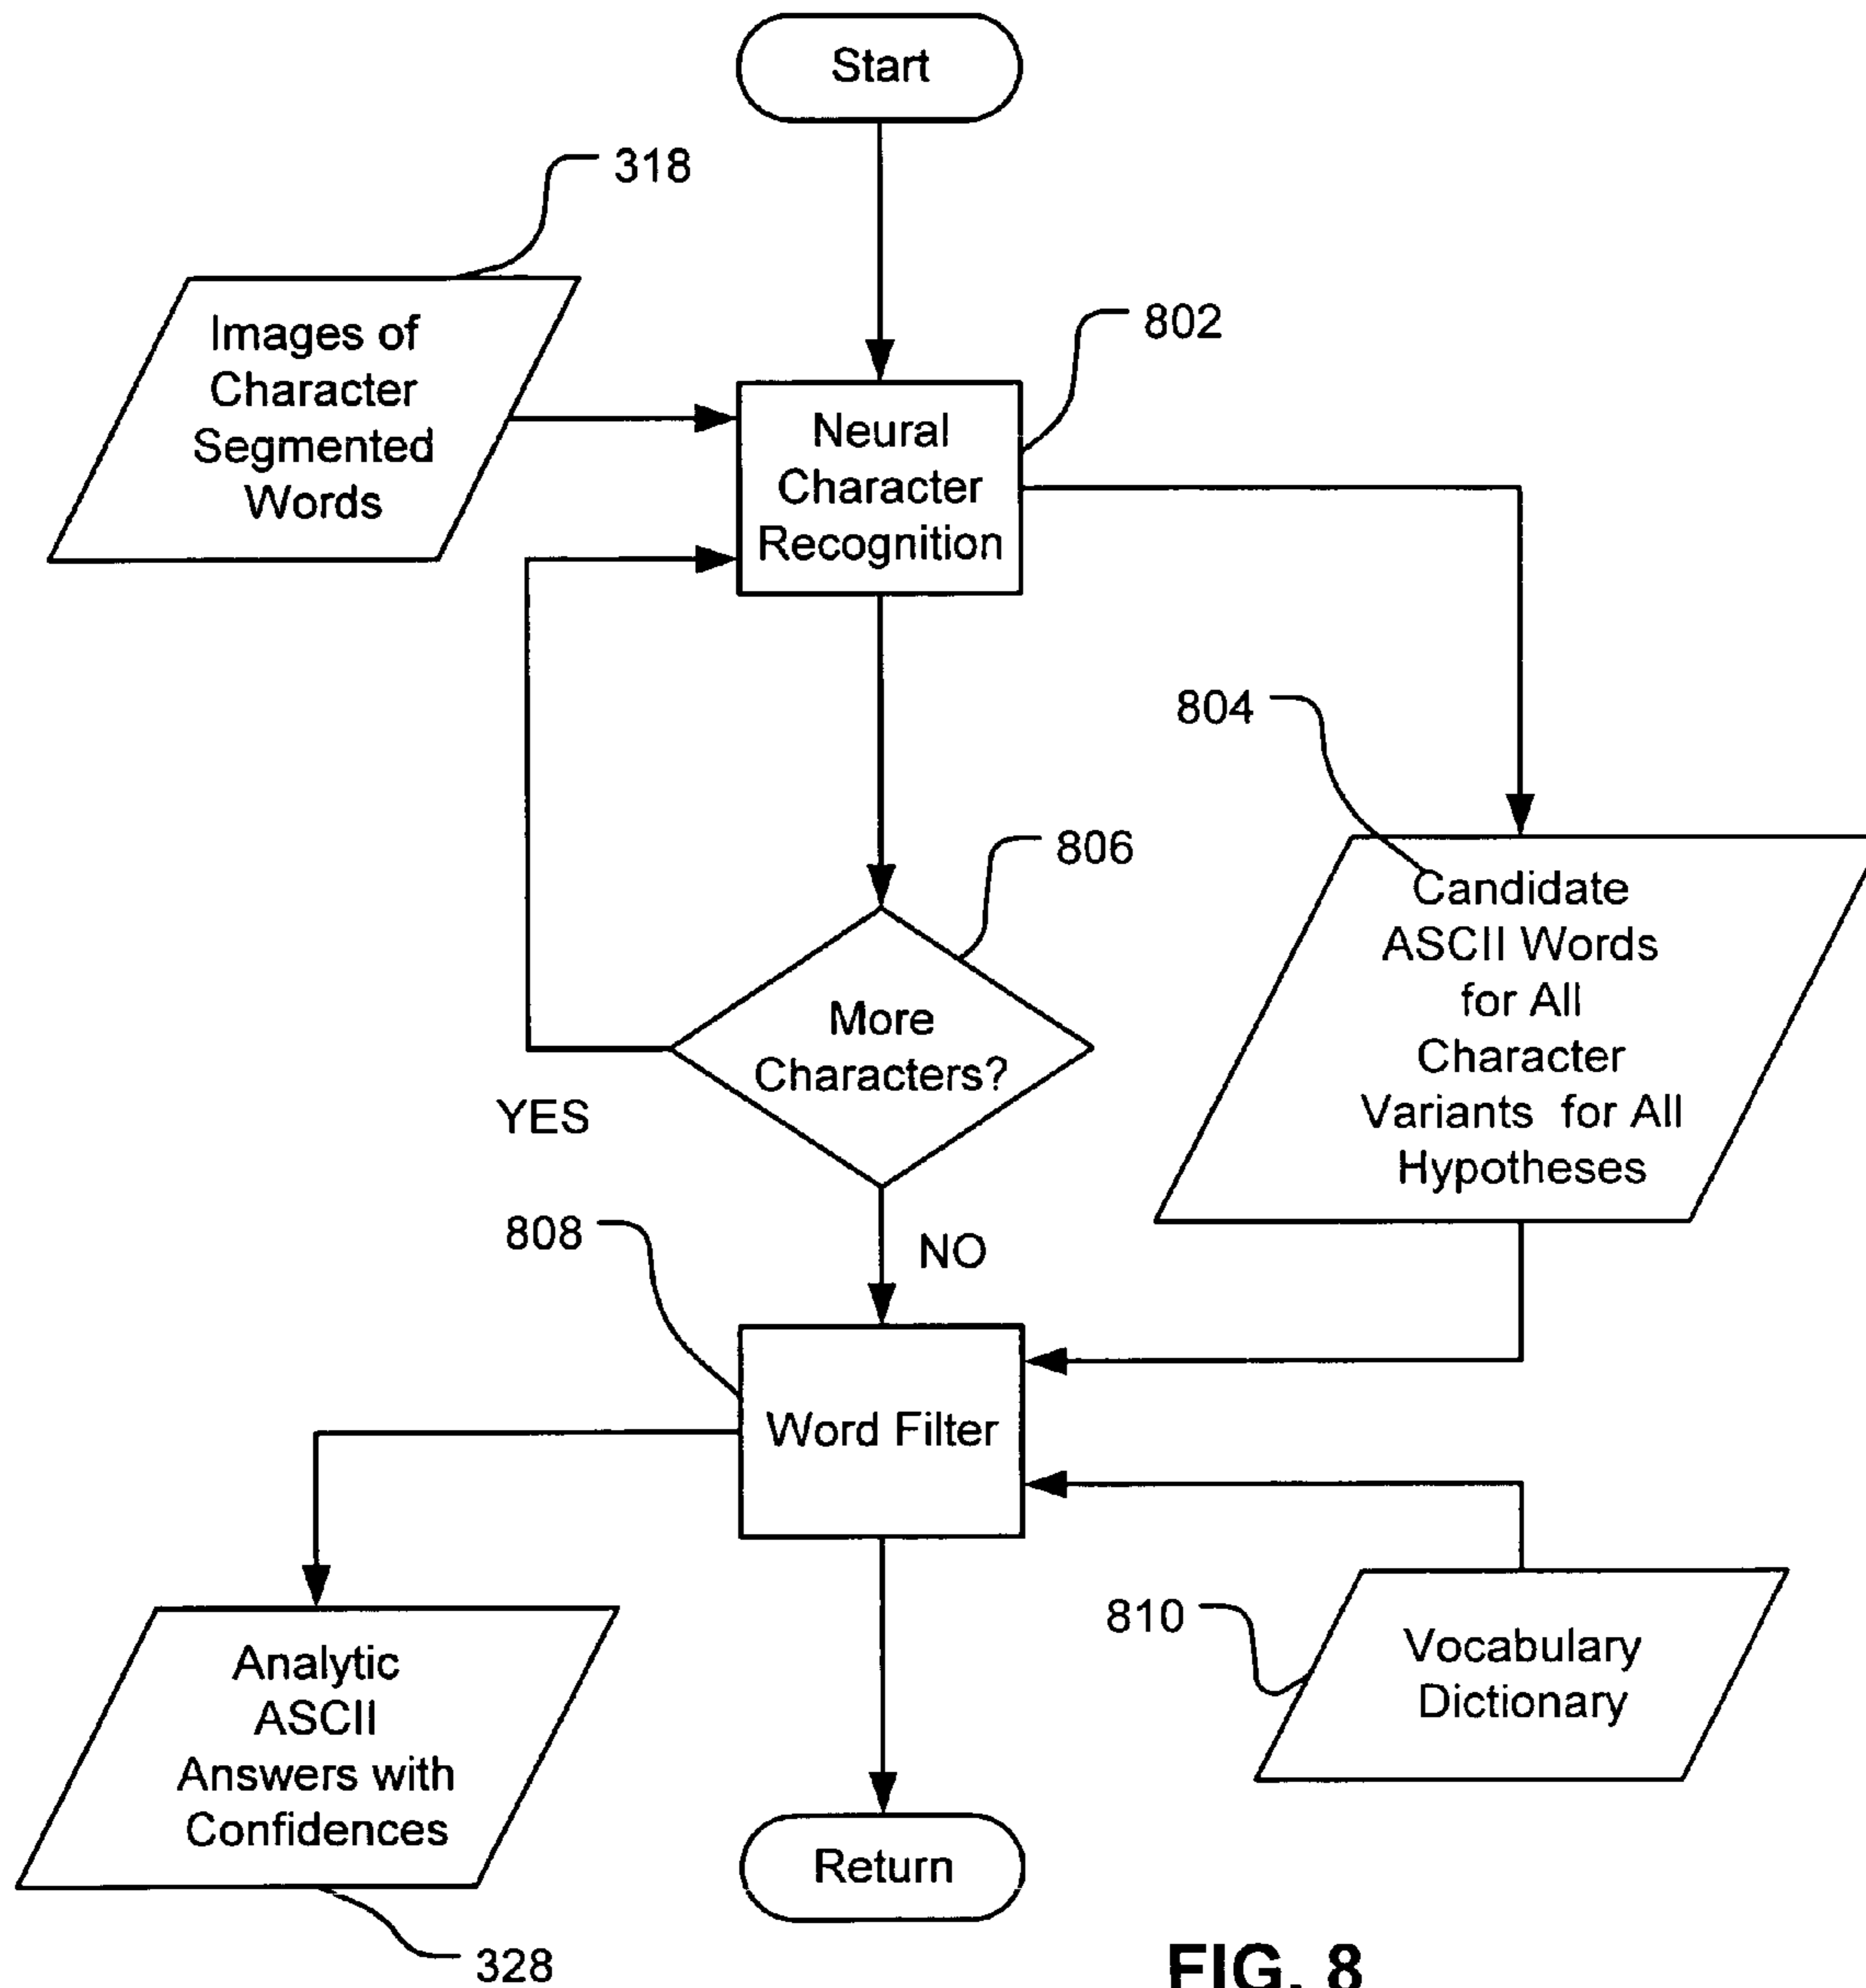 Start
318
Images of
Character
Segmented
Words
802
Neural
Character
Recognition
804
806
Candidate
ASCII Words
for All
Character
Variants for All
Hypotheses
More
Characters?
YES
NO
808
Word Filter
810
Vocabulary
Dictionary
Analytic
ASCII
Answers with
Confidences
Return
328
FIG. 8